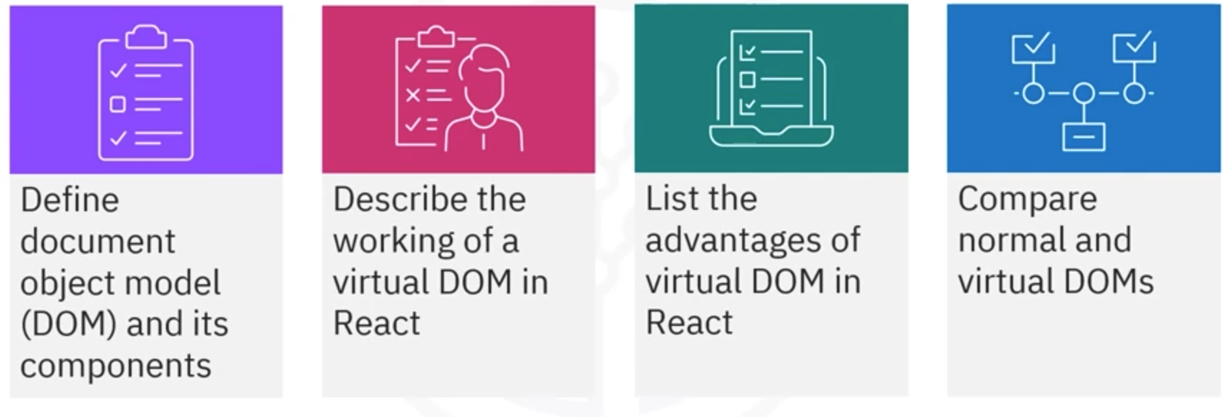 Define
document
object model
(DOM) and its
components
Describe the
working of a
virtual DOM in
React
List the
advantages of
virtual DOM in
React
Compare
normal and
virtual DOMs